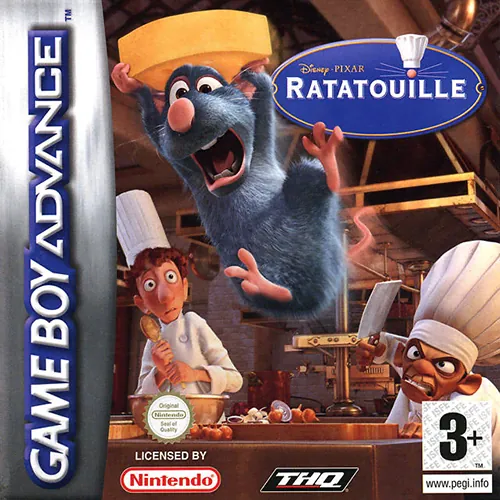 GAME BOY ADVANCE
TM
Disney · PIXAR
RATATOUILLE
Original
Nintendo
Seal of
Quality
LICENSED BY
Nintendo
THQ
3+
www.pegi.info